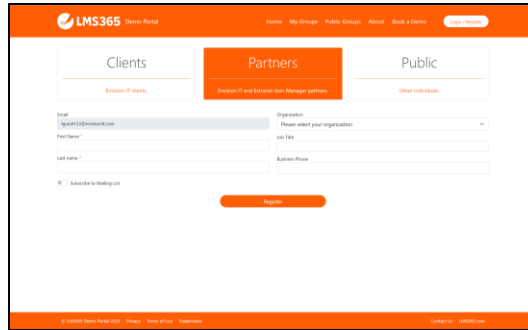 LMS365 Demo Portal
Home My Groups Public Groups About Book a Demo Login / Register
Clients
Envision IT clients
Partners
Envision IT and Extranet User Manager partners
Public
Other individuals
Email
Organization
Please select your organization
First Name *
Job Title
Last name *
Business Phone
Subscribe to Mailing List
Register
© LMS365 Demo Portal 2023 Privacy Terms of Use Trademarks
Contact Us LMS365.com